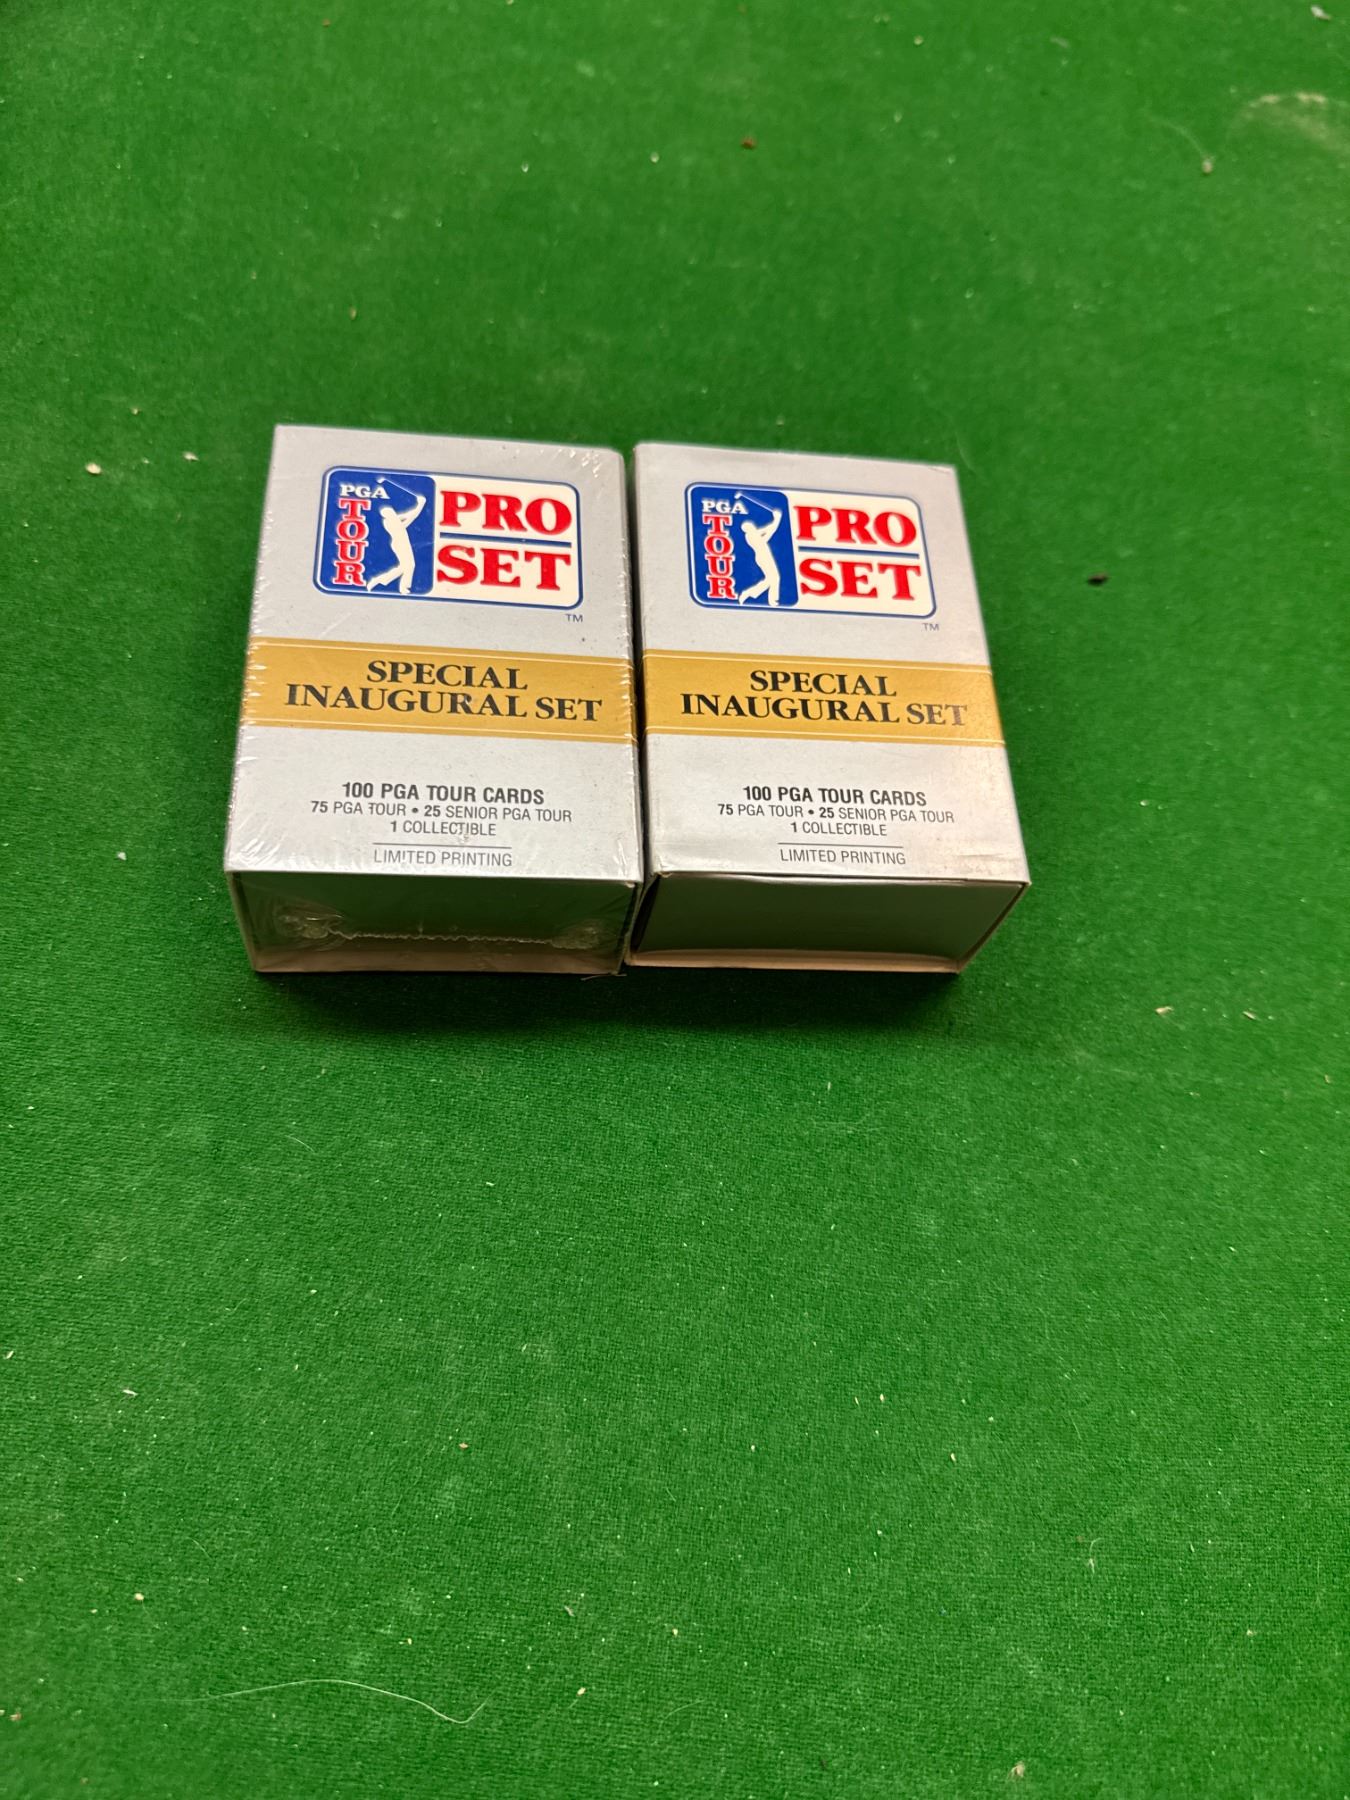 PGA
TOUR
PRO
SET
TM
SPECIAL
INAUGURAL SET
100 PGA TOUR CARDS
75 PGA TOUR • 25 SENIOR PGA TOUR
1 COLLECTIBLE
LIMITED PRINTING
PGA
TOUR
PRO
SET
TM
SPECIAL
INAUGURAL SET
100 PGA TOUR CARDS
75 PGA TOUR • 25 SENIOR PGA TOUR
1 COLLECTIBLE
LIMITED PRINTING